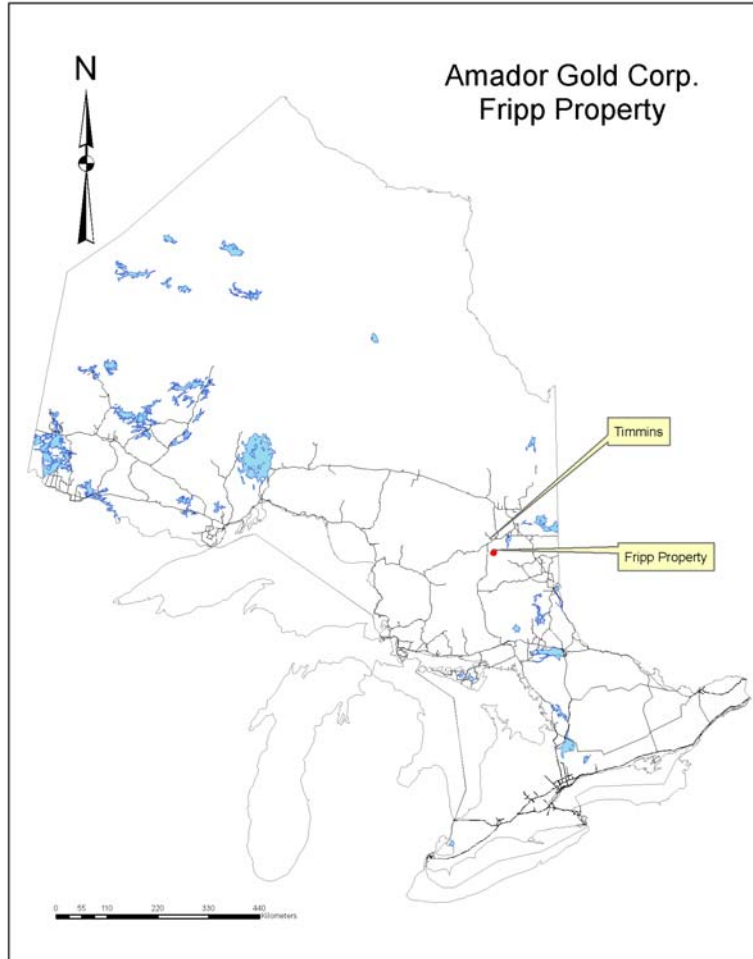 N
Amador Gold Corp.
Fripp Property
Timmins
Fripp Property
0 55 110 220 330 440
Kilometers